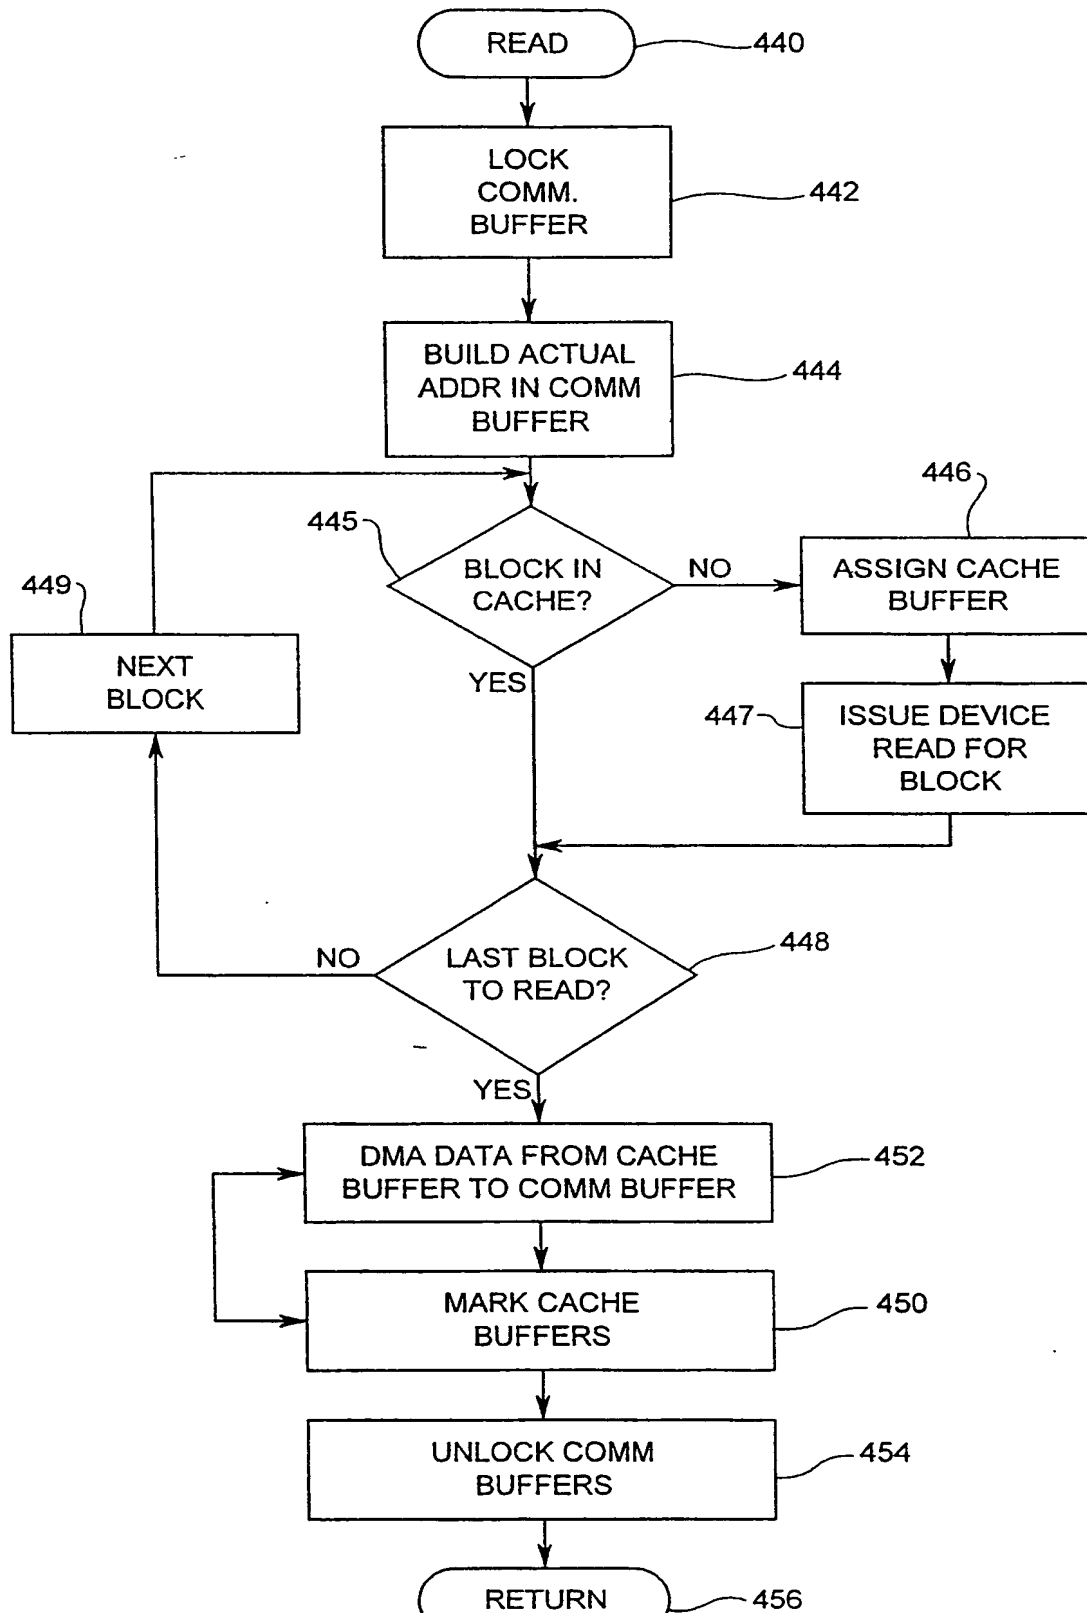 READ
440
LOCK
COMM.
BUFFER
442
BUILD ACTUAL
ADDR IN COMM
BUFFER
444
445
BLOCK IN
CACHE?
NO
446
ASSIGN CACHE
BUFFER
449
NEXT
BLOCK
YES
447
ISSUE DEVICE
READ FOR
BLOCK
NO
LAST BLOCK
TO READ?
448
YES
DMA DATA FROM CACHE
BUFFER TO COMM BUFFER
452
MARK CACHE
BUFFERS
450
UNLOCK COMM
BUFFERS
454
RETURN
456